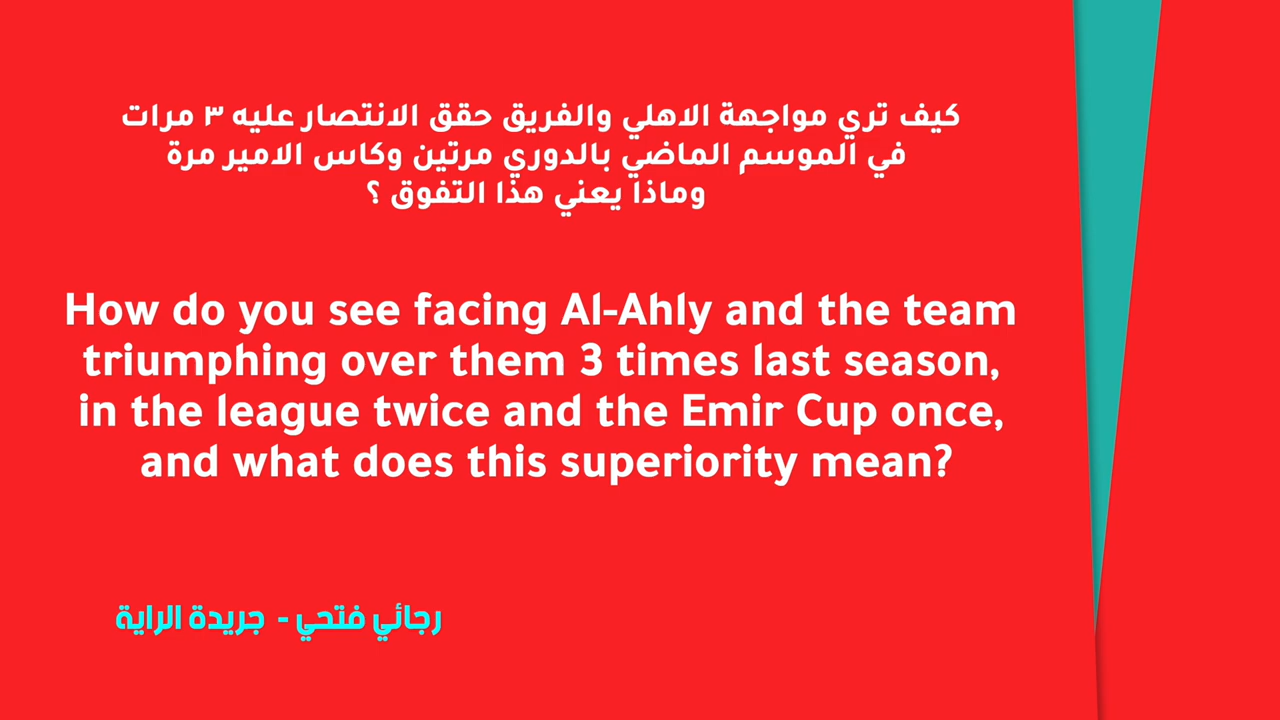 كيف تري مواجهة الاهلي والفريق حقق الانتصار عليه ٣ مرات
في الموسم الماضي بالدوري مرتين وكاس الامير مرة
وماذا يعني هذا التفوق ؟
How do you see facing Al-Ahly and the team
triumphing over them 3 times last season,
in the league twice and the Emir Cup once,
and what does this superiority mean?
رجائي فتحي - جريدة الراية